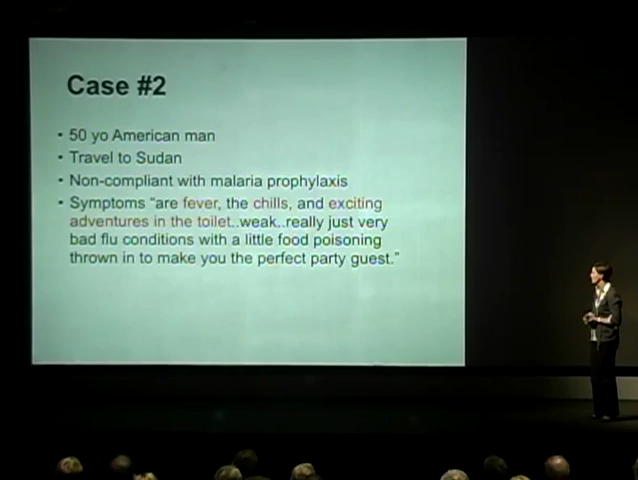 Case #2
• 50 yo American man
• Travel to Sudan
• Non-compliant with malaria prophylaxis
• Symptoms “are fever, the chills, and exciting
adventures in the toilet..weak..really just very
bad flu conditions with a little food poisoning
thrown in to make you the perfect party guest.”